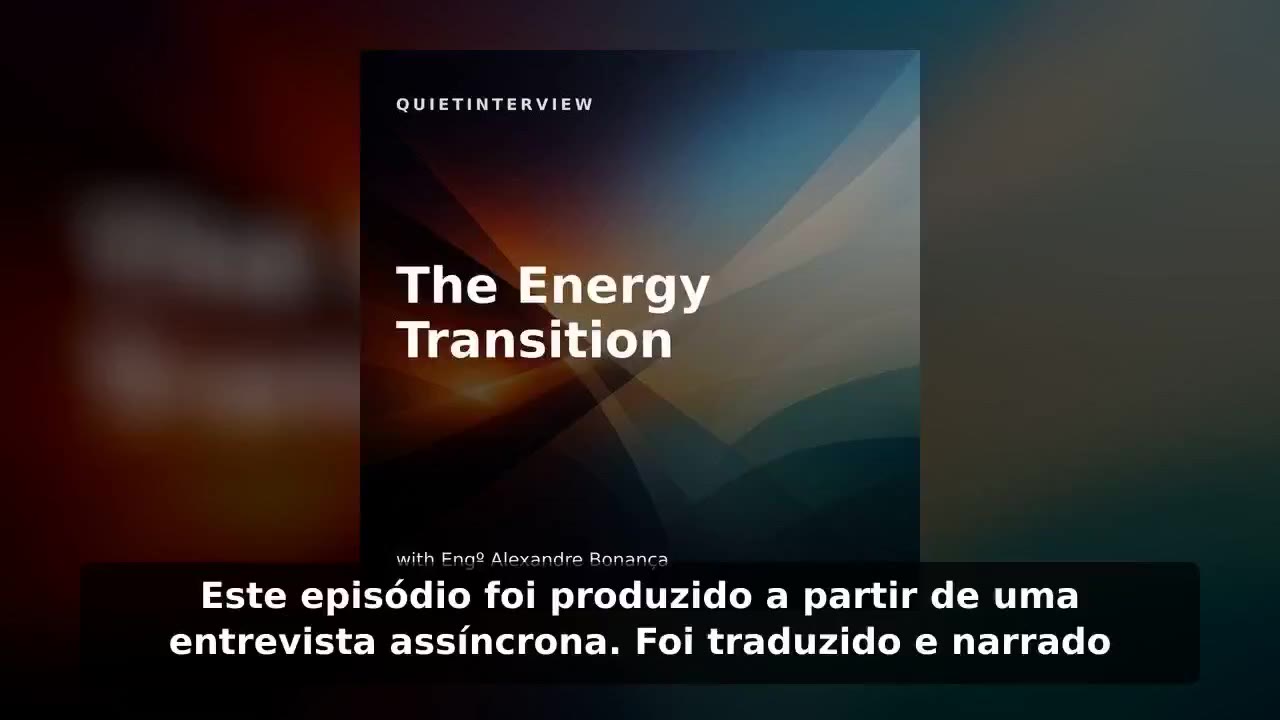 QUIETINTERVIEW
The Energy
Transition
with Engº Alexandre Bonança
Este episódio foi produzido a partir de uma
entrevista assíncrona. Foi traduzido e narrado